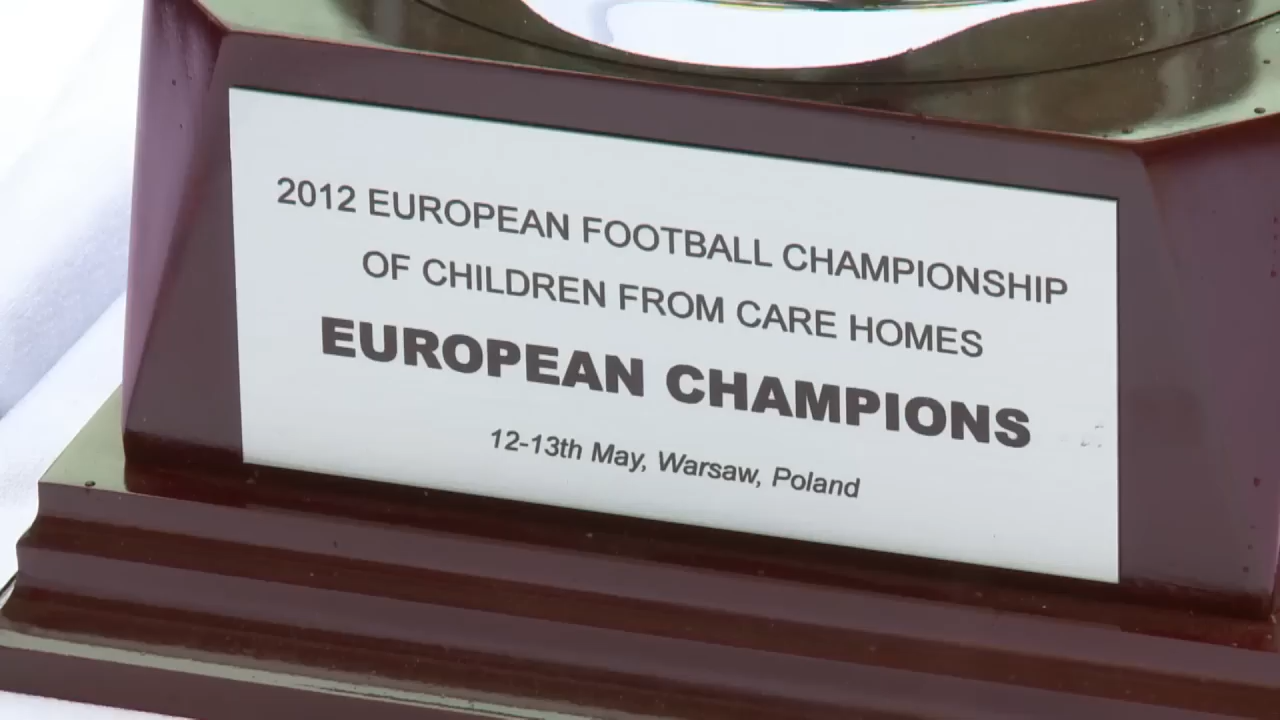 2012 EUROPEAN FOOTBALL CHAMPIONSHIP
OF CHILDREN FROM CARE HOMES
EUROPEAN CHAMPIONS
12-13th May, Warsaw, Poland